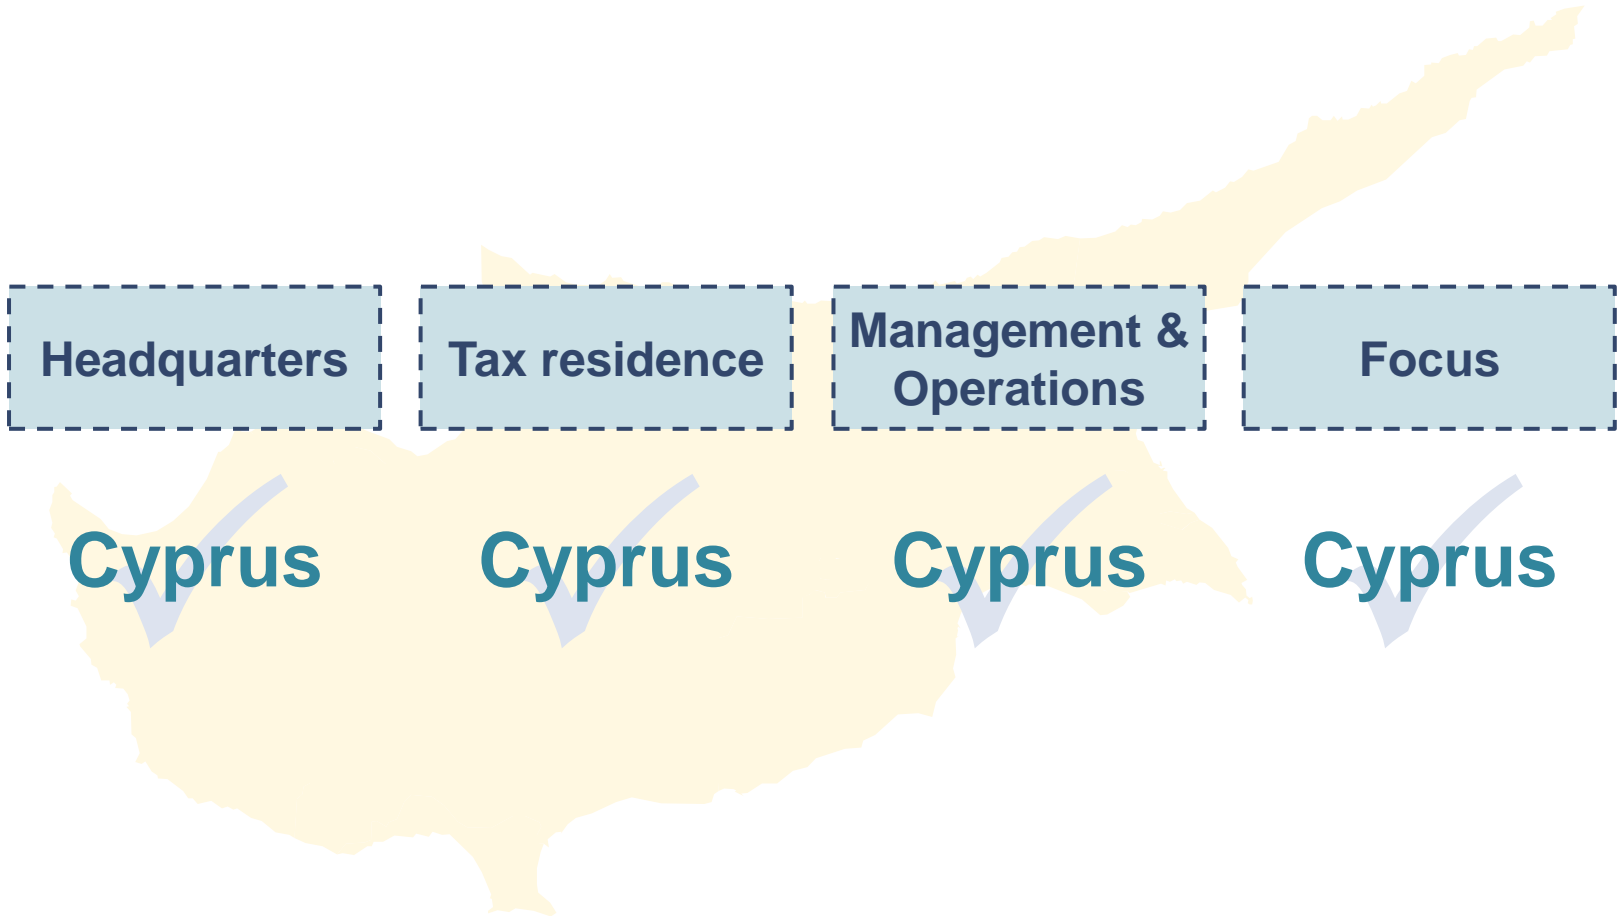 Headquarters
Tax residence
Management &
Operations
Focus
Cyprus
Cyprus
Cyprus
Cyprus